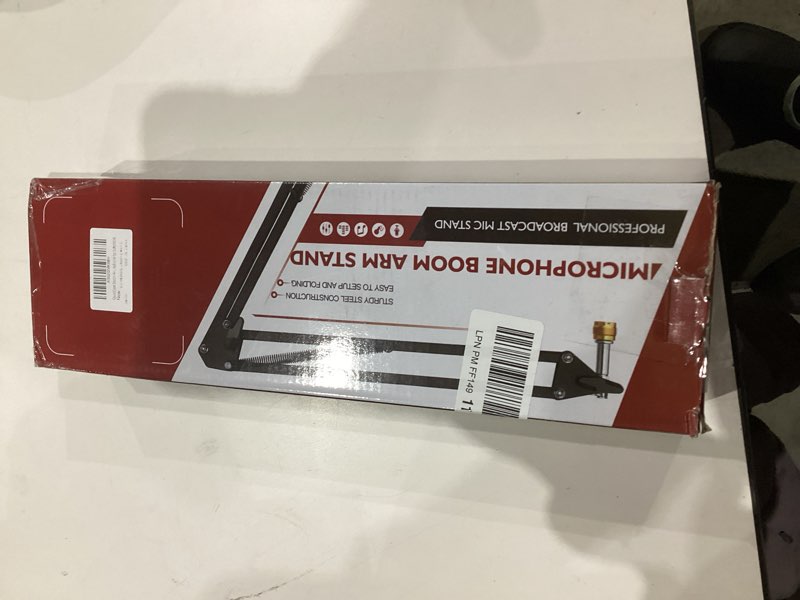 PROFESSIONAL BROADCAST MIC STAND
MICROPHONE BOOM ARM STAND
STURDY STEEL CONSTRUCTION
EASY TO SETUP AND FOLDING
LPN PM FF149 11